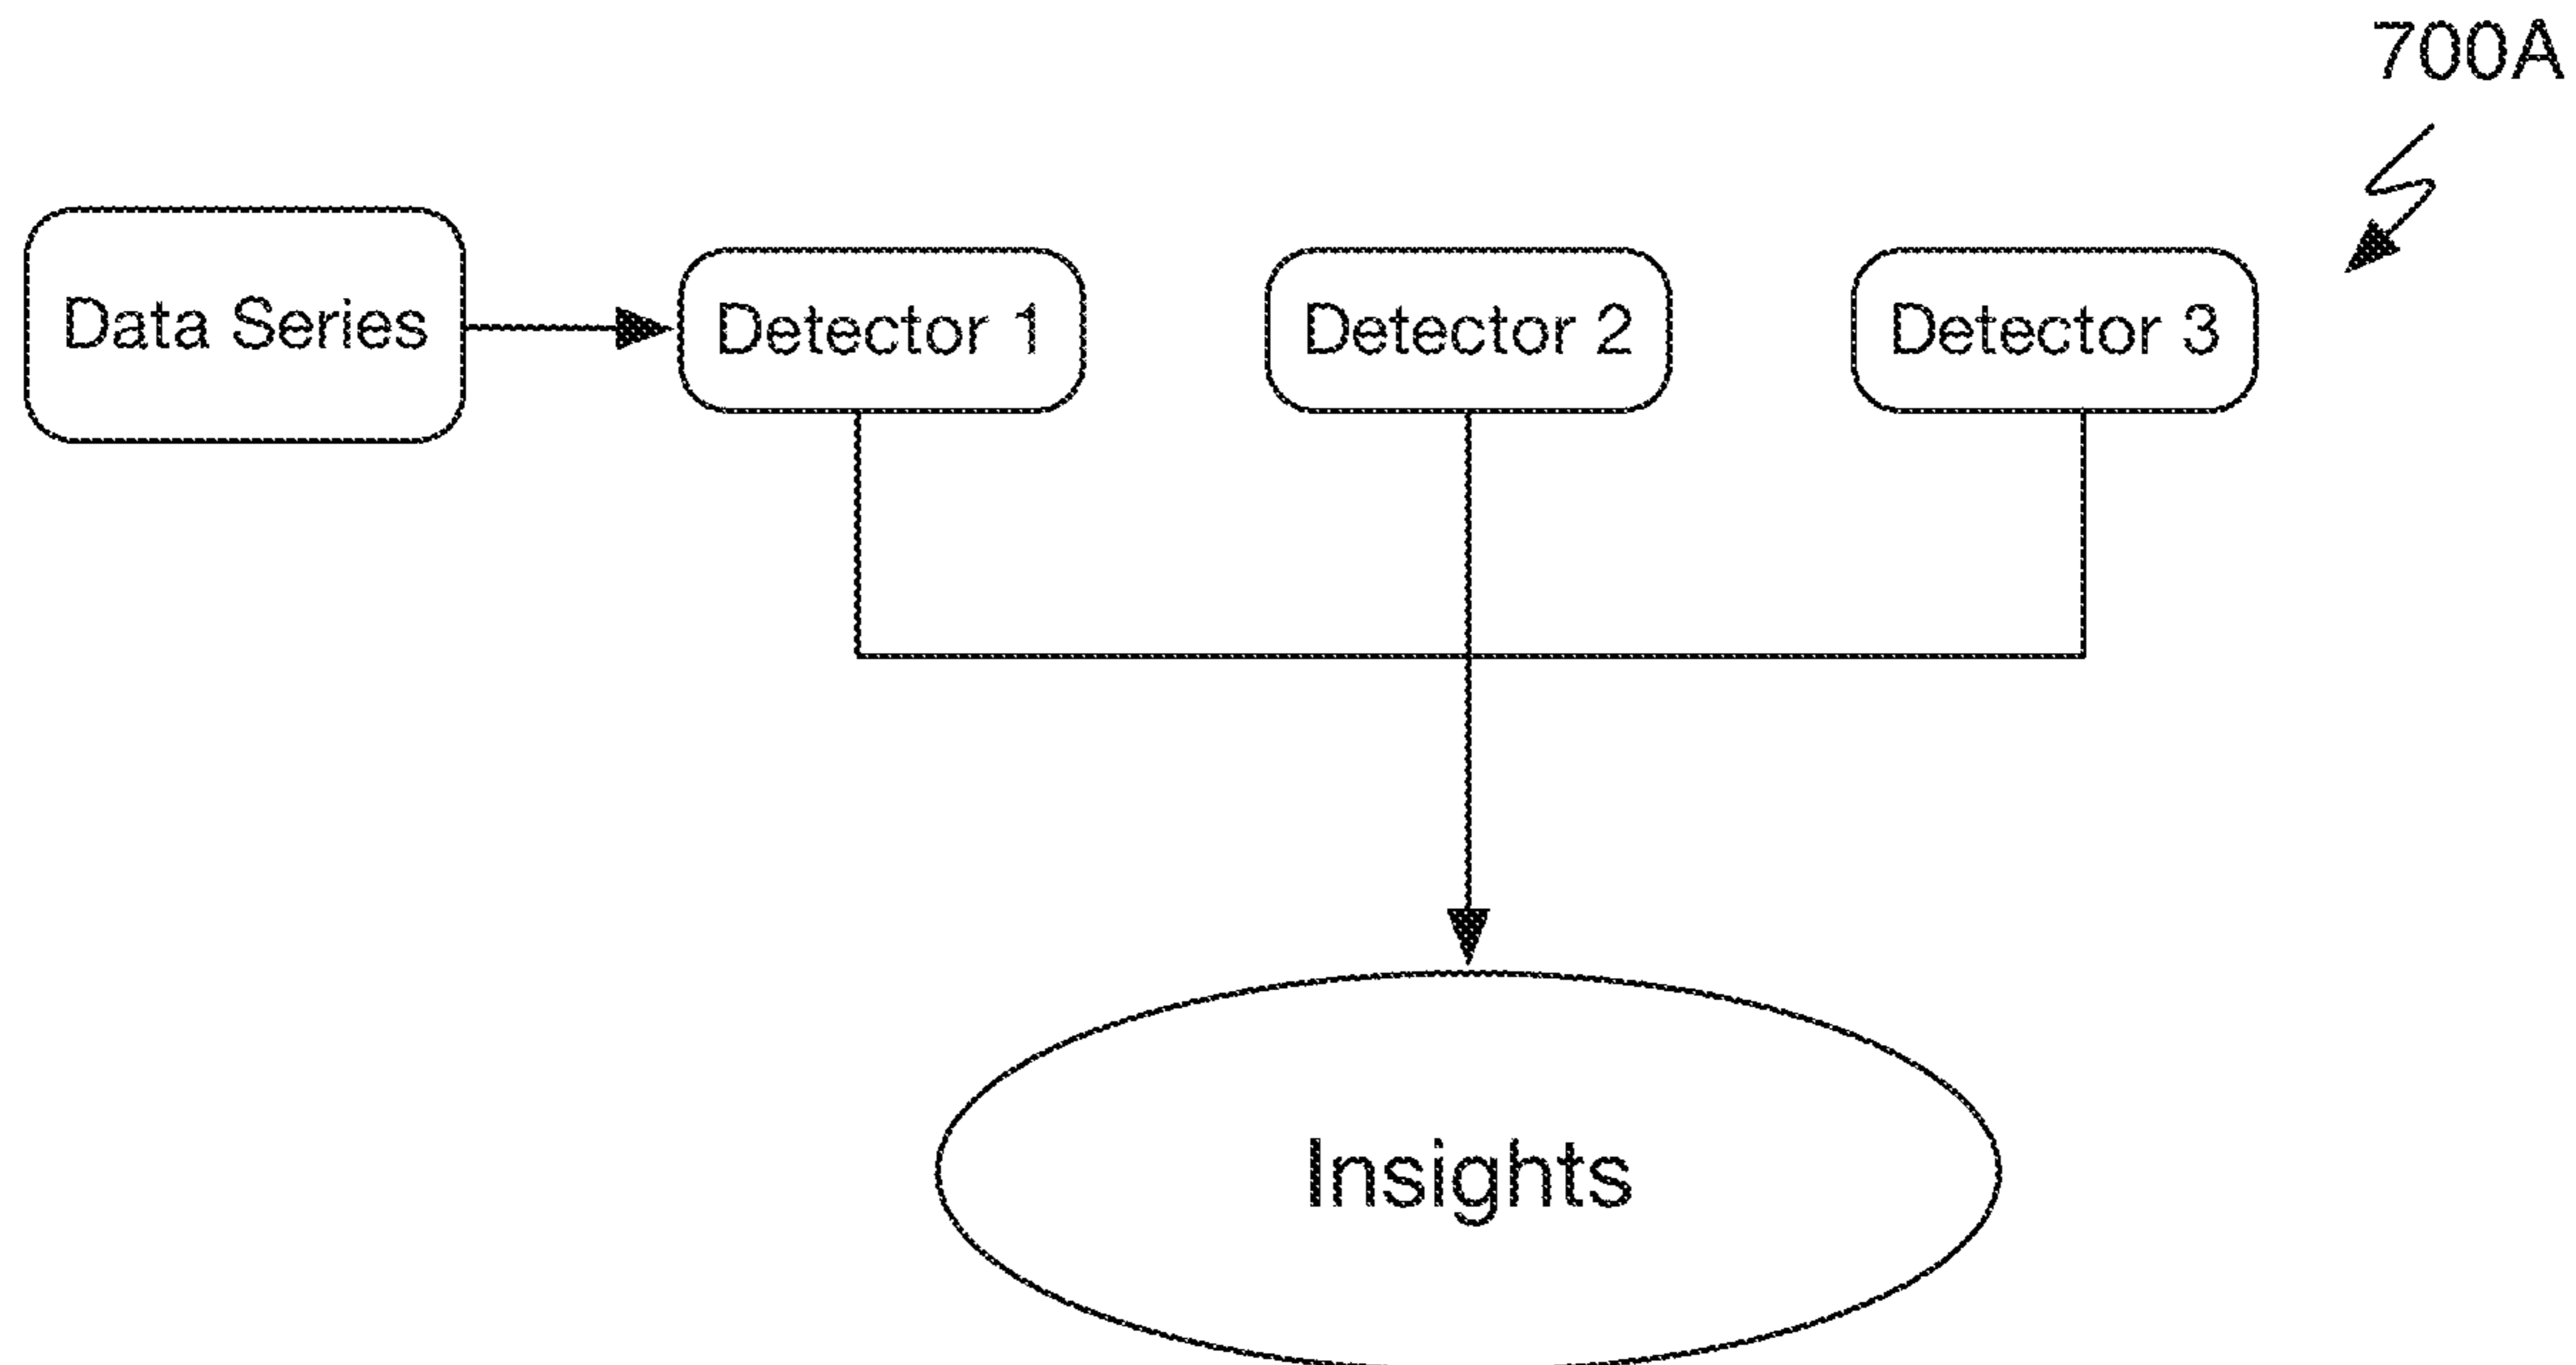 700A
Data Series
Detector 1
Detector 2
Detector 3
Insights